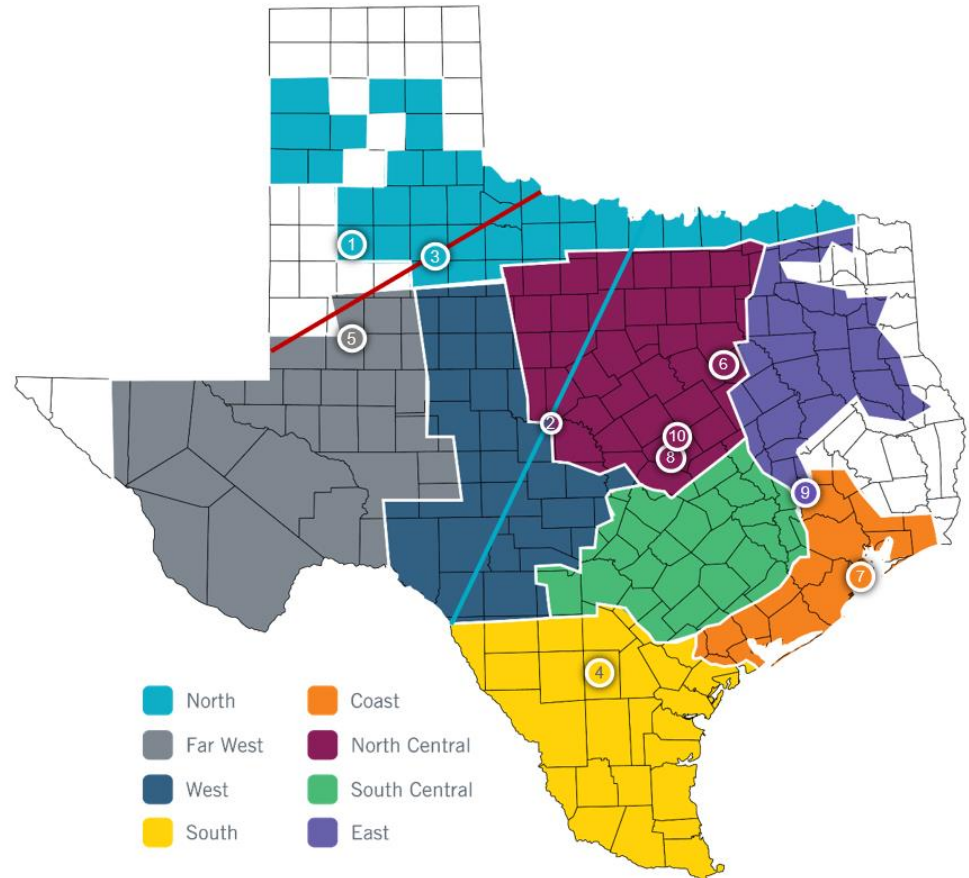 1
3
5
2
6
10
8
9
7
4
North
Coast
Far West
North Central
West
South Central
South
East